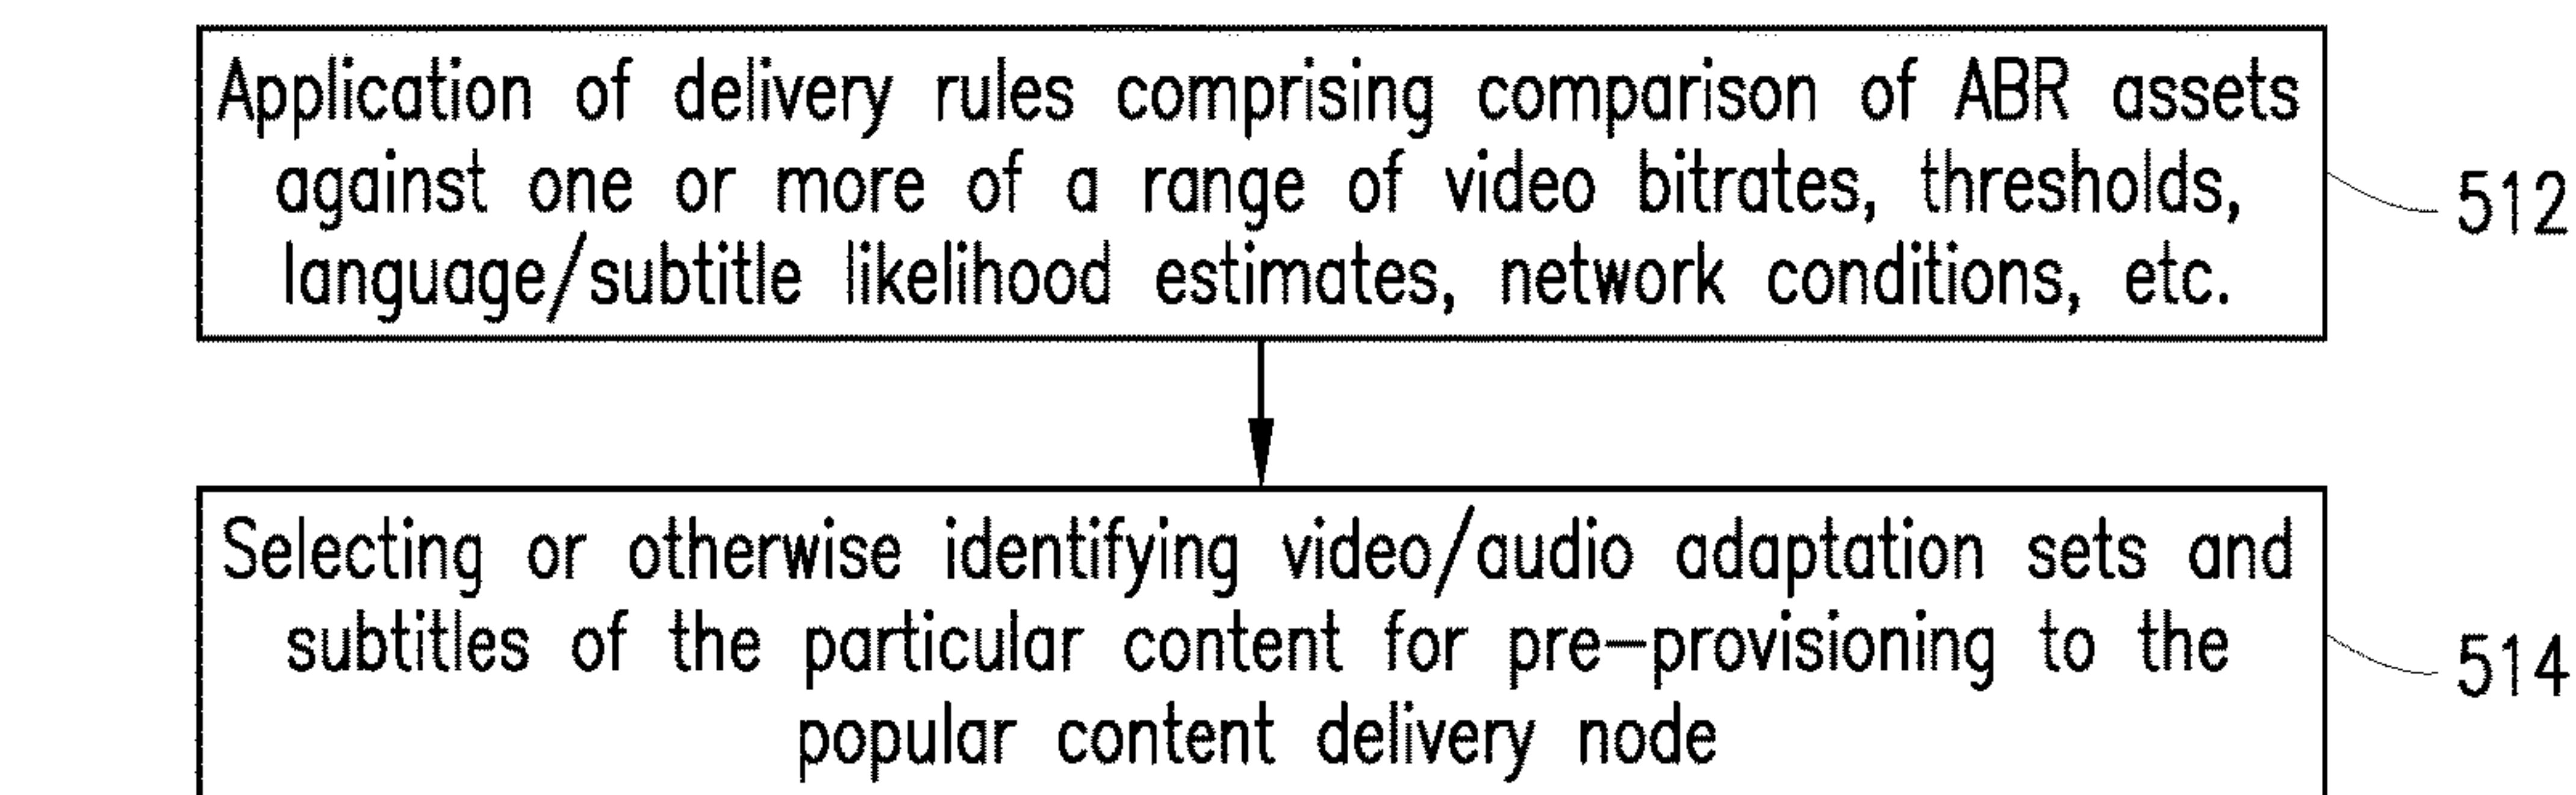 Application of delivery rules comprising comparison of ABR assets
against one or more of a range of video bitrates, thresholds,
language/subtitle likelihood estimates, network conditions, etc.
512
Selecting or otherwise identifying video/audio adaptation sets and
subtitles of the particular content for pre-provisioning to the
popular content delivery node
514